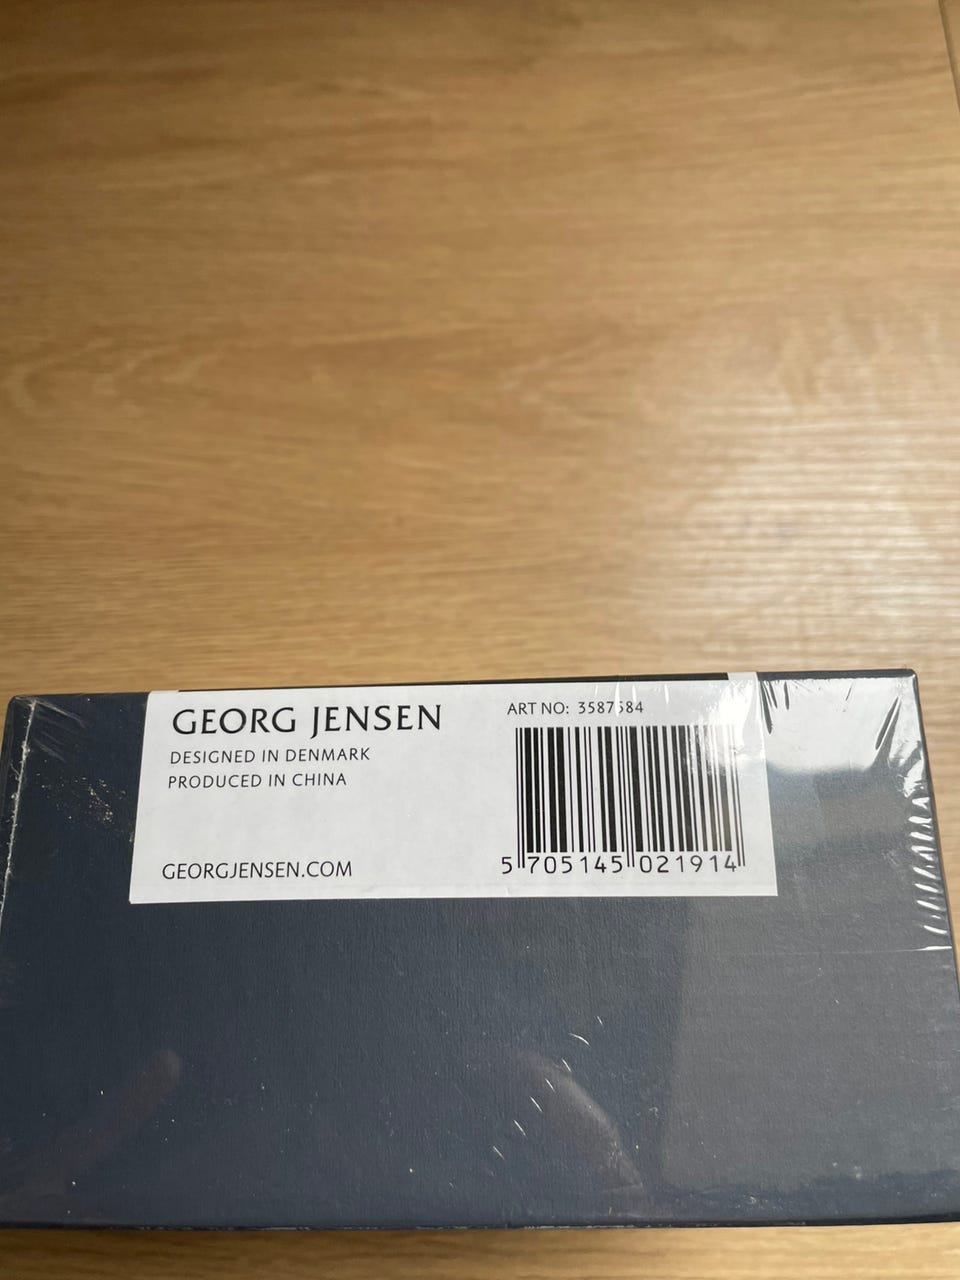 GEORG JENSEN
DESIGNED IN DENMARK
PRODUCED IN CHINA
GEORGJENSEN.COM
ART NO: 3587584
5 705145 021914